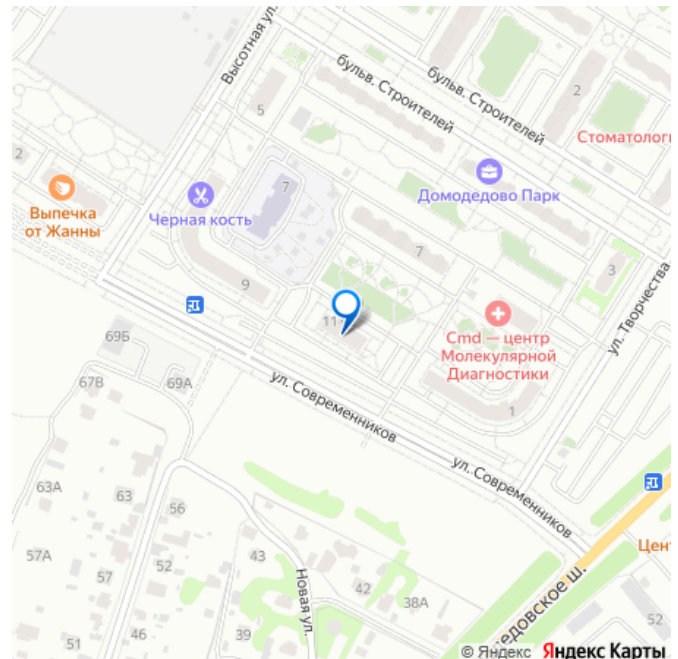 Высотная ул.
бульв. Строителей
бульв. Строителей
2
5
Стоматологи
2
Домодедово Парк
7
Выпечка
от Жанны
Черная кость
7
3
ул. Творчества
9
11
Cmd — центр
Молекулярной
Диагностики
69Б
67В
69А
ул. Современников
1
ул. Современников
63А
63
56
57А
52
43
Цент
57
42
Новая ул.
38А
едовское ш.
51
46
39
52
© Яндекс Яндекс Карты